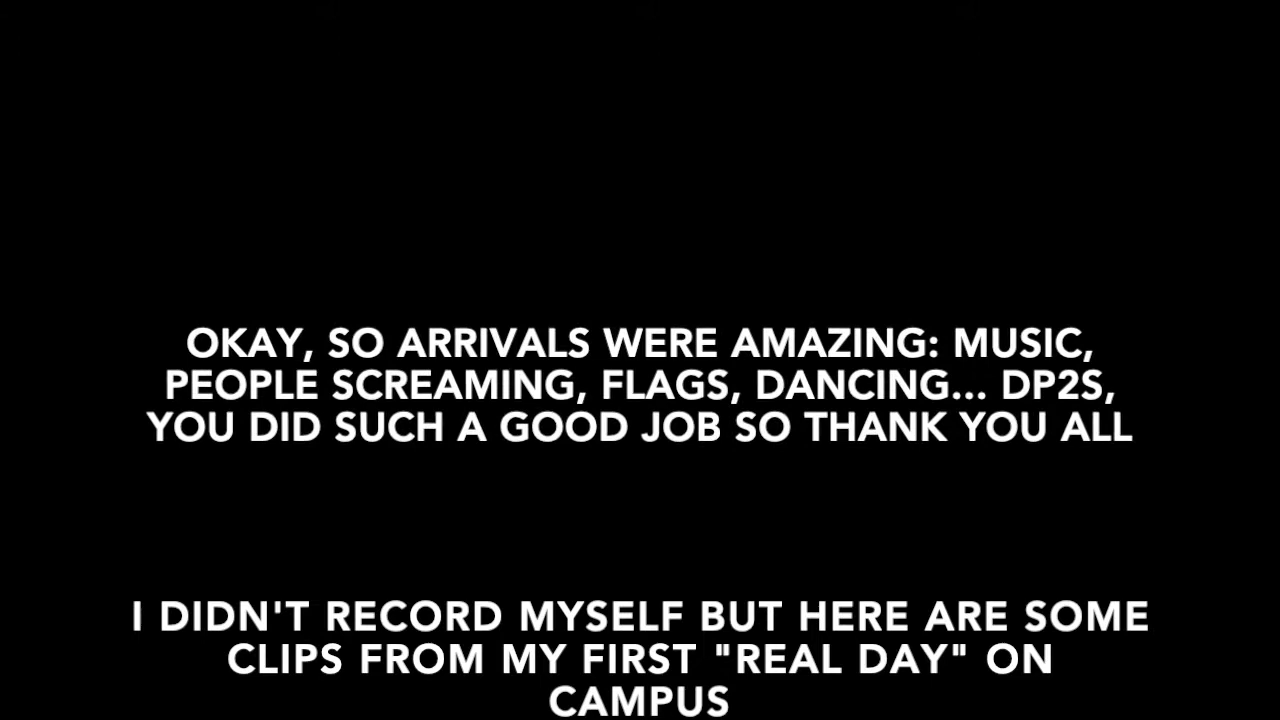 OKAY, SO ARRIVALS WERE AMAZING: MUSIC,
PEOPLE SCREAMING, FLAGS, DANCING... DP2S,
YOU DID SUCH A GOOD JOB SO THANK YOU ALL
I DIDN'T RECORD MYSELF BUT HERE ARE SOME
CLIPS FROM MY FIRST "REAL DAY" ON
CAMPUS